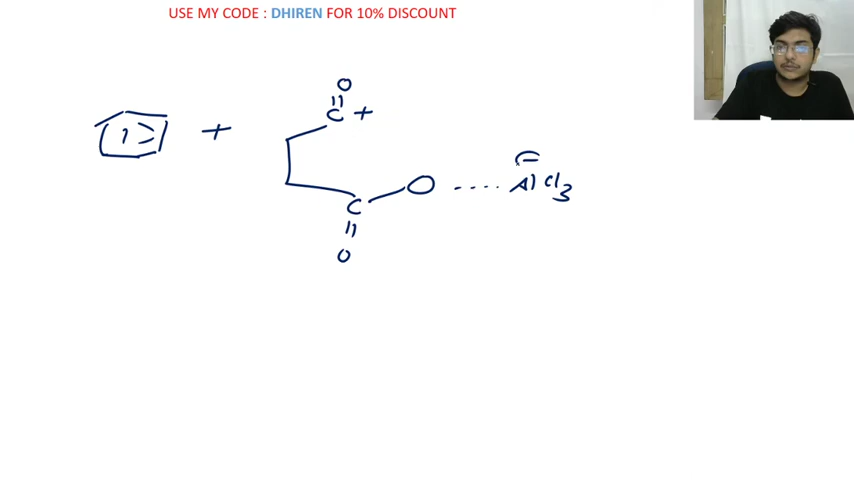 USE MY CODE : DHIREN FOR 10% DISCOUNT
O
C +
+
C O .... AlCl3
O